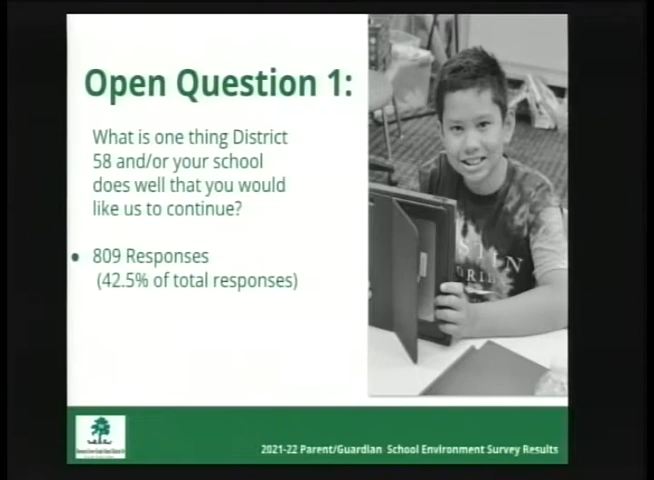 Open Question 1:
What is one thing District
58 and/or your school
does well that you would
like us to continue?
• 809 Responses
(42.5% of total responses)
2021-22 Parent/Guardian School Environment Survey Results